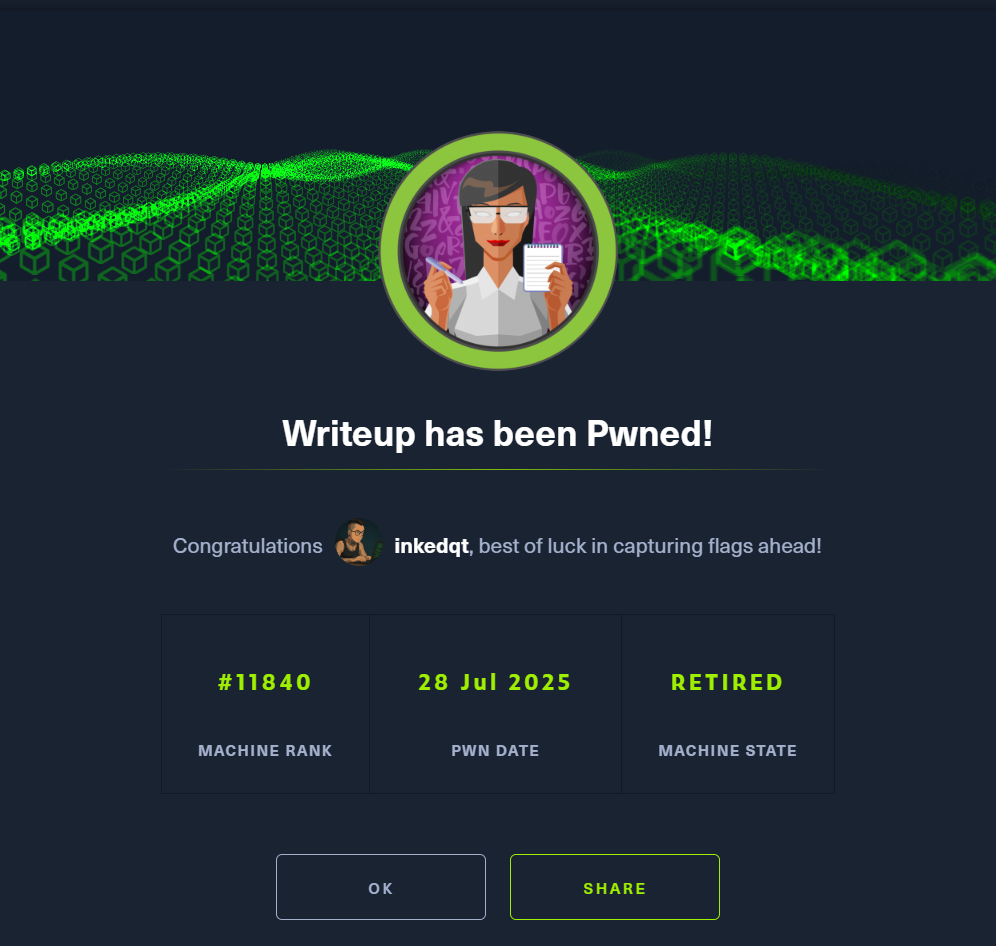 Writeup has been Pwned!
Congratulations inkedqt, best of luck in capturing flags ahead!
#11840 28 Jul 2025 RETIRED
MACHINE RANK PWN DATE MACHINE STATE
OK SHARE